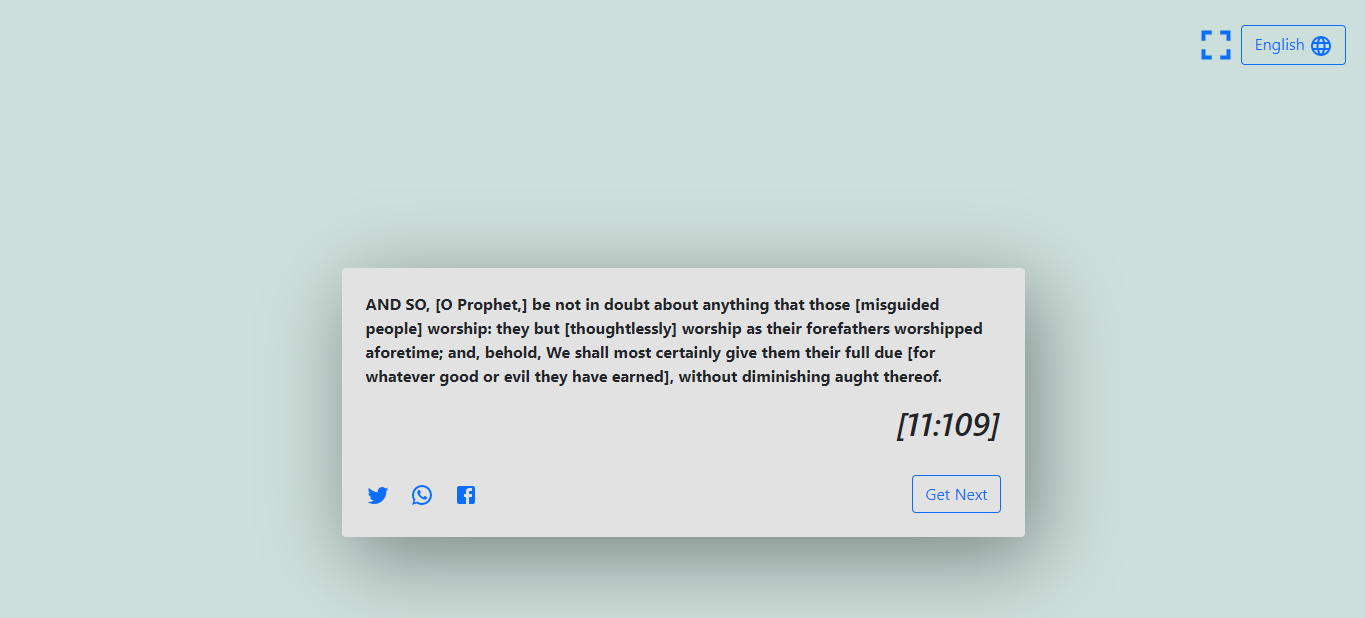 English
AND SO, [O Prophet,] be not in doubt about anything that those [misguided
people] worship: they but [thoughtlessly] worship as their forefathers worshipped
aforetime; and, behold, We shall most certainly give them their full due [for
whatever good or evil they have earned], without diminishing aught thereof.
[11:109]
Get Next